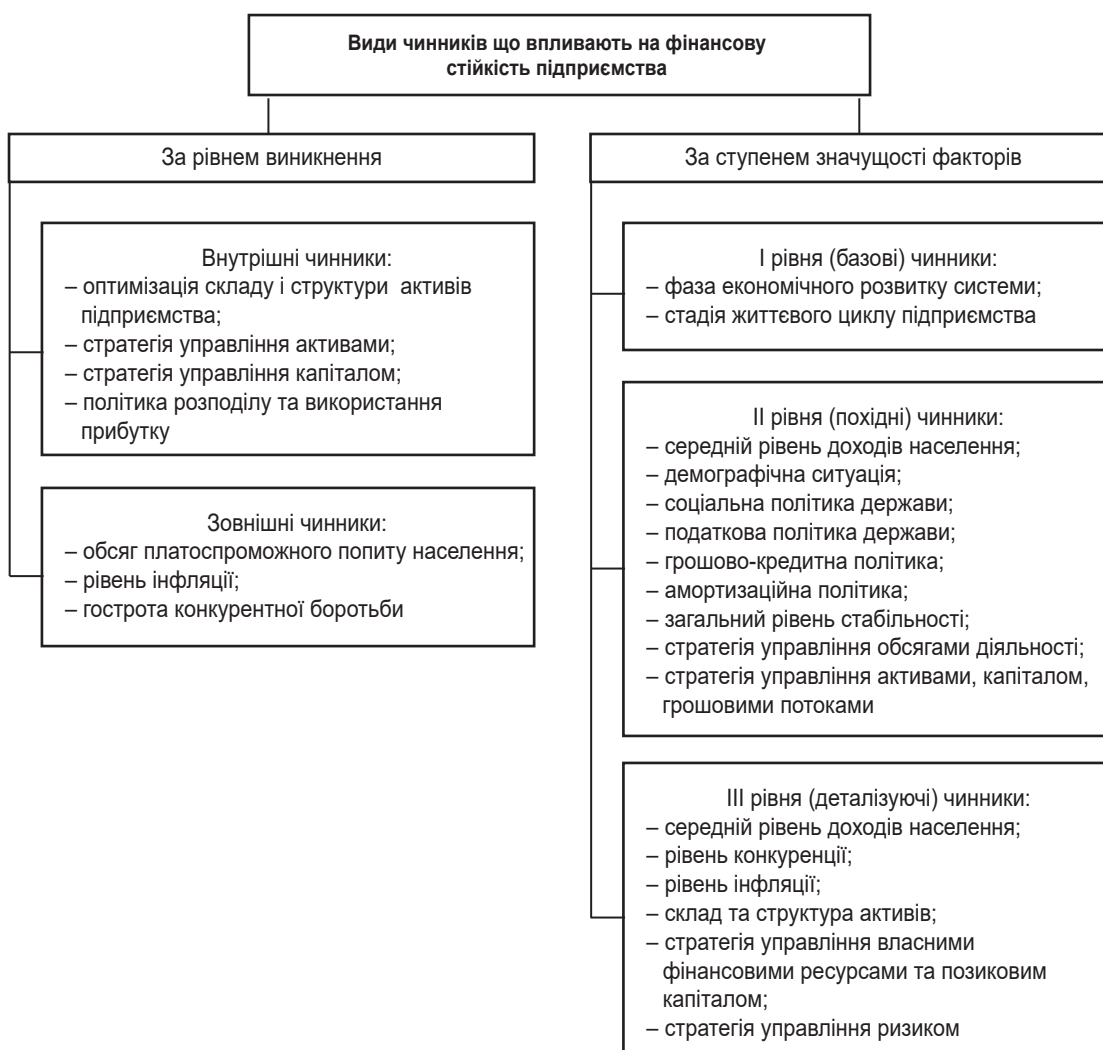 Види чинників що впливають на фінансову
стійкість підприємства
За рівнем виникнення
Внутрішні чинники:
– оптимізація складу і структури активів
підприємства;
– стратегія управління активами;
– стратегія управління капіталом;
– політика розподілу та використання
прибутку
Зовнішні чинники:
– обсяг платоспроможного попиту населення;
– рівень інфляції;
– гострота конкурентної боротьби
За ступенем значущості факторів
І рівня (базові) чинники:
– фаза економічного розвитку системи;
– стадія життєвого циклу підприємства
ІІ рівня (похідні) чинники:
– середній рівень доходів населення;
– демографічна ситуація;
– соціальна політика держави;
– податкова політика держави;
– грошово-кредитна політика;
– амортизаційна політика;
– загальний рівень стабільності;
– стратегія управління обсягами діяльності;
– стратегія управління активами, капіталом,
грошовими потоками
ІІІ рівня (деталізуючі) чинники:
– середній рівень доходів населення;
– рівень конкуренції;
– рівень інфляції;
– склад та структура активів;
– стратегія управління власними
фінансовими ресурсами та позиковим
капіталом;
– стратегія управління ризиком